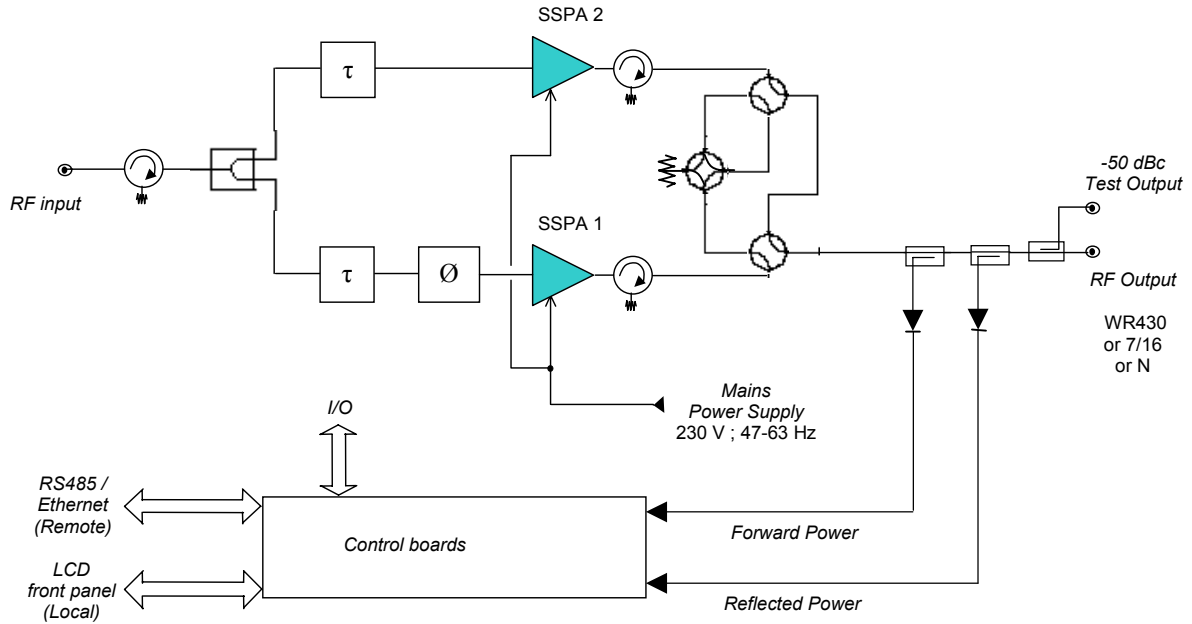 SSPA 2
τ
RF input
-50 dBc
Test Output
SSPA 1
τ
Ø
RF Output
WR430
or 7/16
or N
Mains
Power Supply
230 V ; 47-63 Hz
I/O
RS485 /
Ethernet
(Remote)
Control boards
Forward Power
LCD
front panel
(Local)
Reflected Power